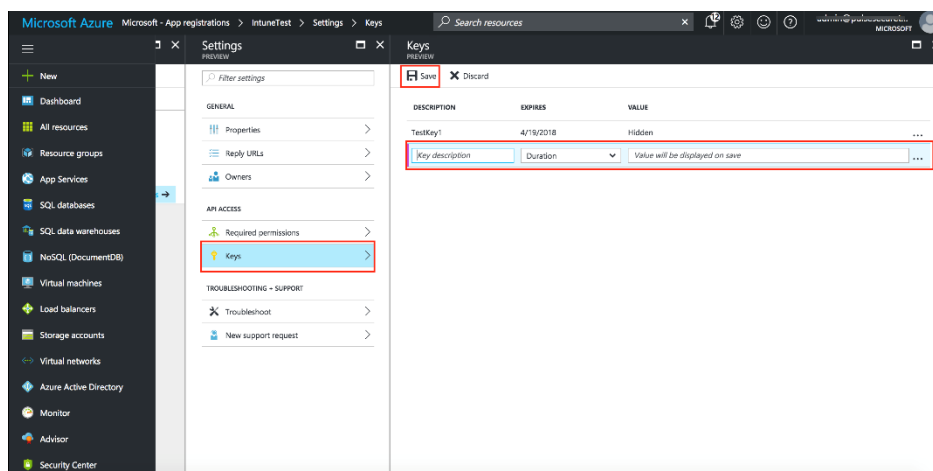 Microsoft Azure Microsoft - App registrations > IntuneTest > Settings > Keys
Search resources
12
MICROSOFT
Settings
PREVIEW
Keys
PREVIEW
New
Dashboard
All resources
Resource groups
App Services
SQL databases
SQL data warehouses
NoSQL (DocumentDB)
Virtual machines
Load balancers
Storage accounts
Virtual networks
Azure Active Directory
Monitor
Advisor
Security Center
Filter settings
GENERAL
Properties
Reply URLs
Owners
API ACCESS
Required permissions
Keys
TROUBLESHOOTING + SUPPORT
Troubleshoot
New support request
Save Discard
DESCRIPTION EXPIRES VALUE
TestKey1 4/19/2018 Hidden ...
Key description Duration Value will be displayed on save ...